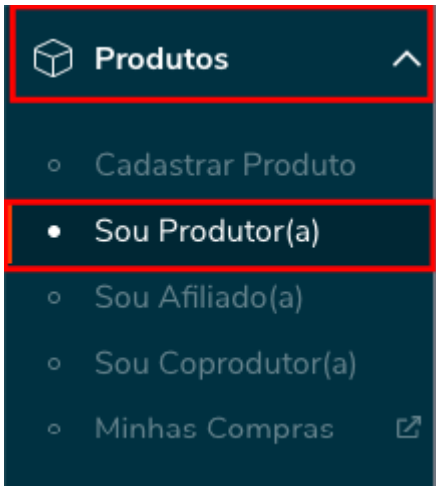 Produtos
Cadastrar Produto
Sou Produtor(a)
Sou Afiliado(a)
Sou Coprodutor(a)
Minhas Compras